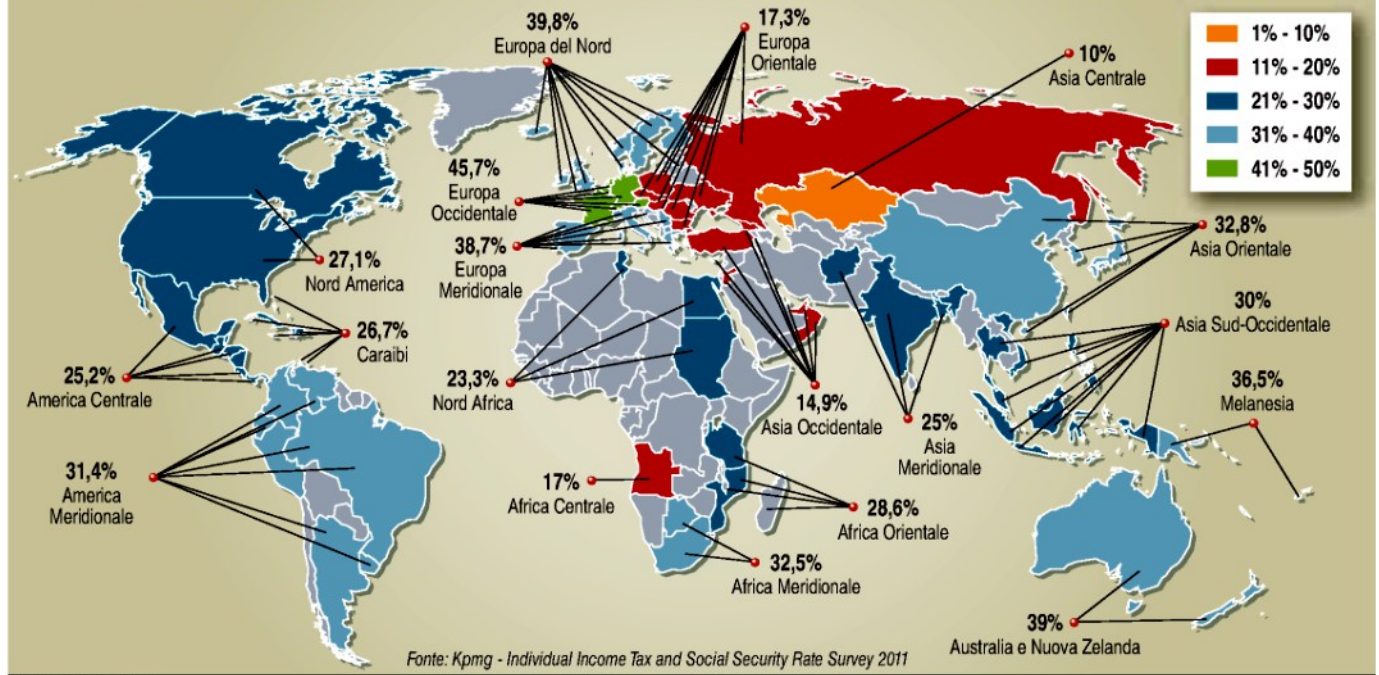 39,8%
Europa del Nord
17,3%
Europa
Orientale
10%
Asia Centrale
1% - 10%
11% - 20%
21% - 30%
31% - 40%
41% - 50%
45,7%
Europa
Occidentale
38,7%
Europa
Meridionale
32,8%
Asia Orientale
27,1%
Nord America
30%
Asia Sud-Occidentale
26,7%
Caraibi
25,2%
America Centrale
23,3%
Nord Africa
14,9%
Asia Occidentale
25%
Asia
Meridionale
36,5%
Melanesia
31,4%
America
Meridionale
17%
Africa Centrale
28,6%
Africa Orientale
32,5%
Africa Meridionale
39%
Australia e Nuova Zelanda
Fonte: Kpmg - Individual Income Tax and Social Security Rate Survey 2011